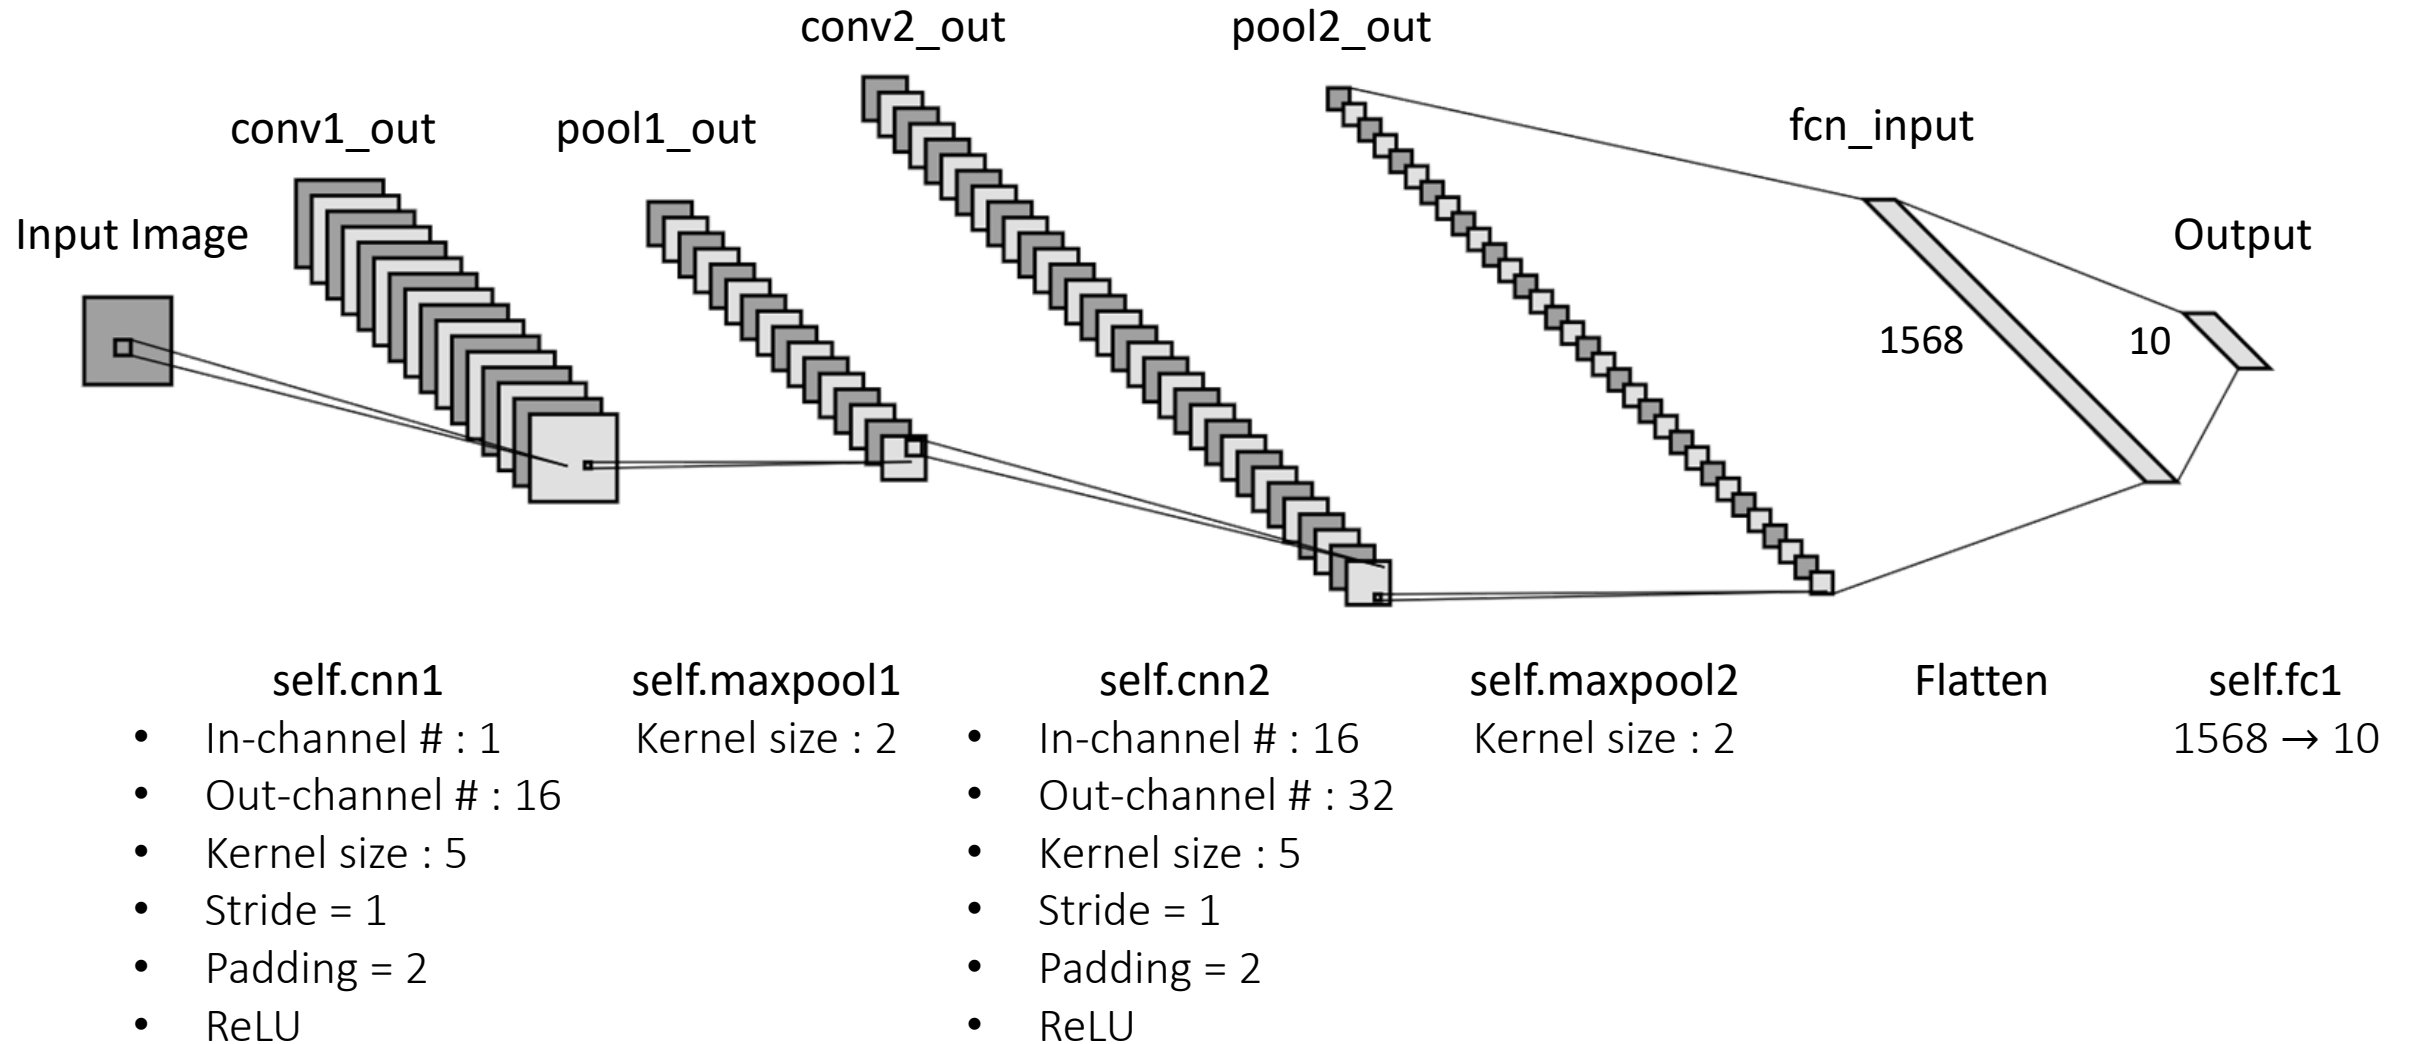 conv2_out
pool2_out
conv1_out
pool1_out
fcn_input
Input Image
Output
1568
10
self.cnn1
• In-channel # : 1
• Out-channel # : 16
• Kernel size : 5
• Stride = 1
• Padding = 2
• ReLU
self.maxpool1
Kernel size : 2
self.cnn2
• In-channel # : 16
• Out-channel # : 32
• Kernel size : 5
• Stride = 1
• Padding = 2
• ReLU
self.maxpool2
Kernel size : 2
Flatten
self.fc1
1568 → 10